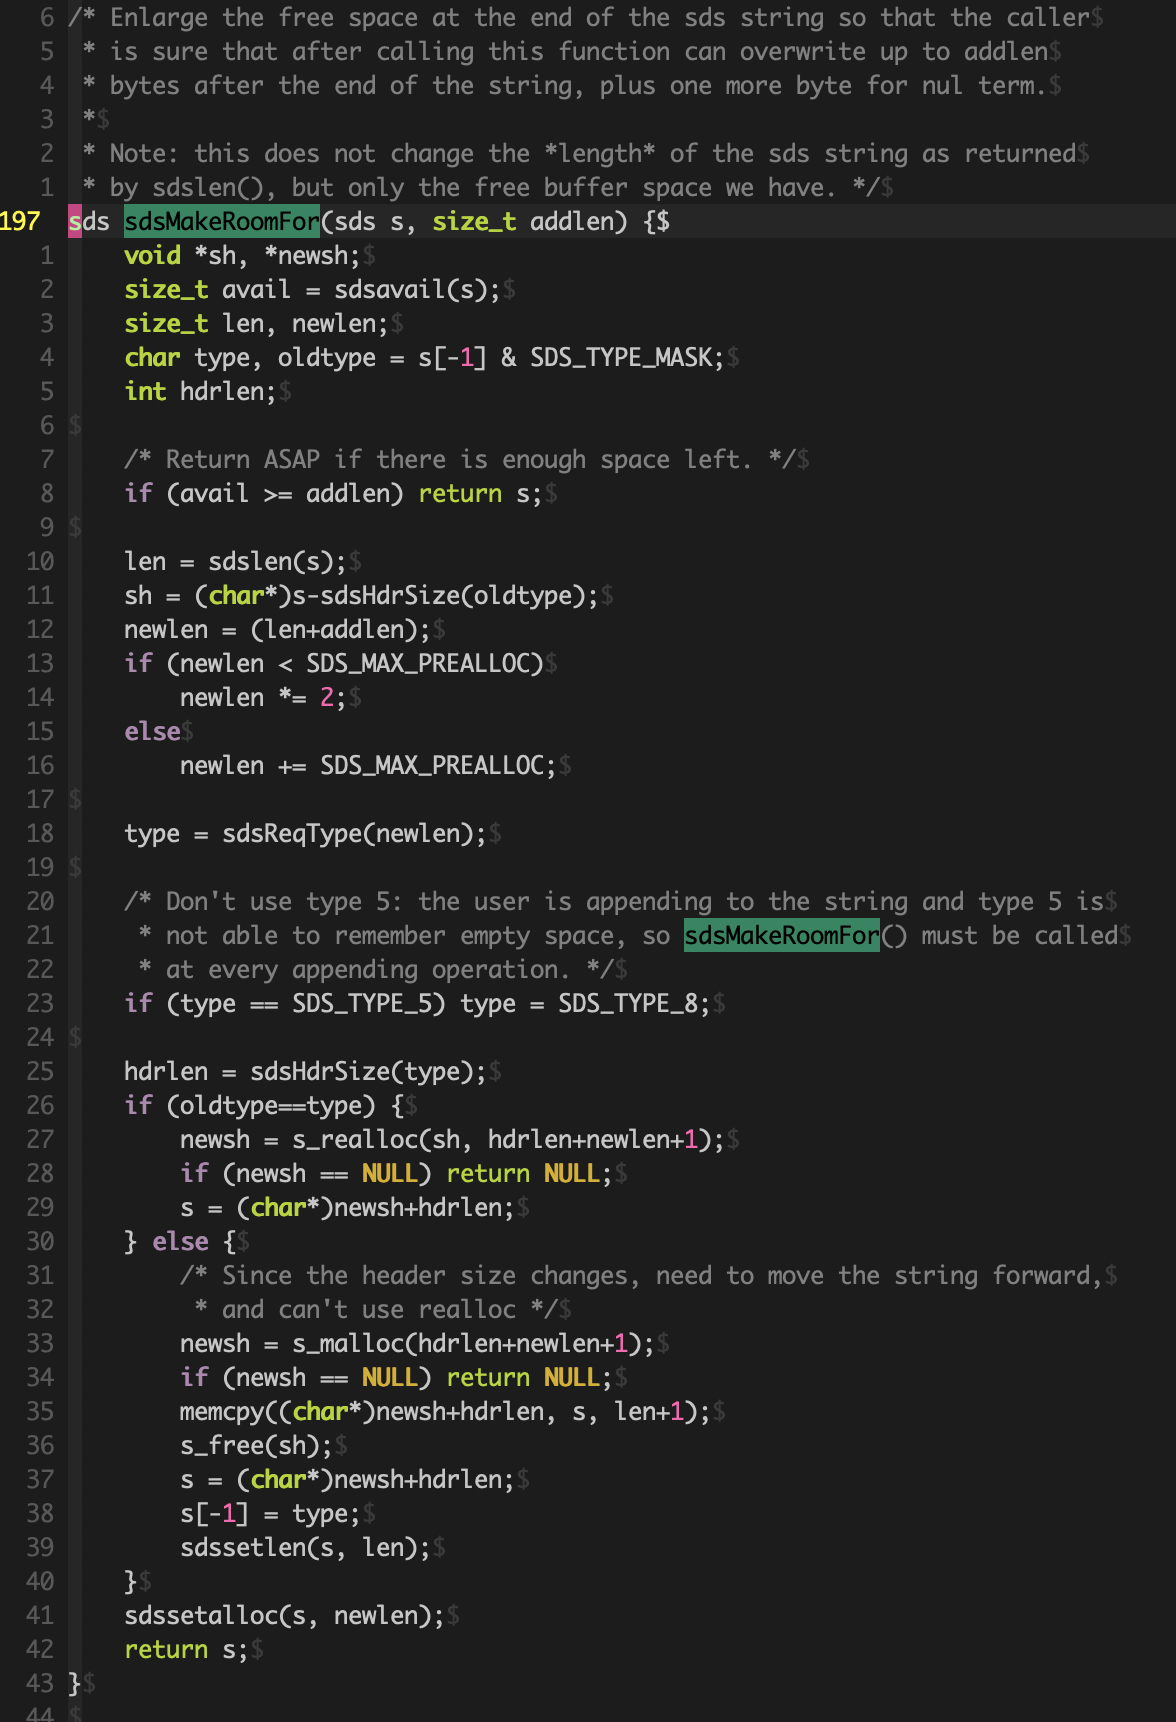 6 /* Enlarge the free space at the end of the sds string so that the caller$
5  * is sure that after calling this function can overwrite up to addlen$
4  * bytes after the end of the string, plus one more byte for nul term.$
3  *$
2  * Note: this does not change the *length* of the sds string as returned$
1  * by sdslen(), but only the free buffer space we have. */$
197 sds sdsMakeRoomFor(sds s, size_t addlen) {$
1     void *sh, *newsh;$
2     size_t avail = sdsavail(s);$
3     size_t len, newlen;$
4     char type, oldtype = s[-1] & SDS_TYPE_MASK;$
5     int hdrlen;$
6 $
7     /* Return ASAP if there is enough space left. */$
8     if (avail >= addlen) return s;$
9 $
10     len = sdslen(s);$
11     sh = (char*)s-sdsHdrSize(oldtype);$
12     newlen = (len+addlen);$
13     if (newlen < SDS_MAX_PREALLOC)$
14         newlen *= 2;$
15     else$
16         newlen += SDS_MAX_PREALLOC;$
17 $
18     type = sdsReqType(newlen);$
19 $
20     /* Don't use type 5: the user is appending to the string and type 5 is$
21      * not able to remember empty space, so sdsMakeRoomFor() must be called$
22      * at every appending operation. */$
23     if (type == SDS_TYPE_5) type = SDS_TYPE_8;$
24 $
25     hdrlen = sdsHdrSize(type);$
26     if (oldtype==type) {$
27         newsh = s_realloc(sh, hdrlen+newlen+1);$
28         if (newsh == NULL) return NULL;$
29         s = (char*)newsh+hdrlen;$
30     } else {$
31         /* Since the header size changes, need to move the string forward,$
32          * and can't use realloc */$
33         newsh = s_malloc(hdrlen+newlen+1);$
34         if (newsh == NULL) return NULL;$
35         memcpy((char*)newsh+hdrlen, s, len+1);$
36         s_free(sh);$
37         s = (char*)newsh+hdrlen;$
38         s[-1] = type;$
39         sdssetlen(s, len);$
40     }$
41     sdssetalloc(s, newlen);$
42     return s;$
43 }$
44 $